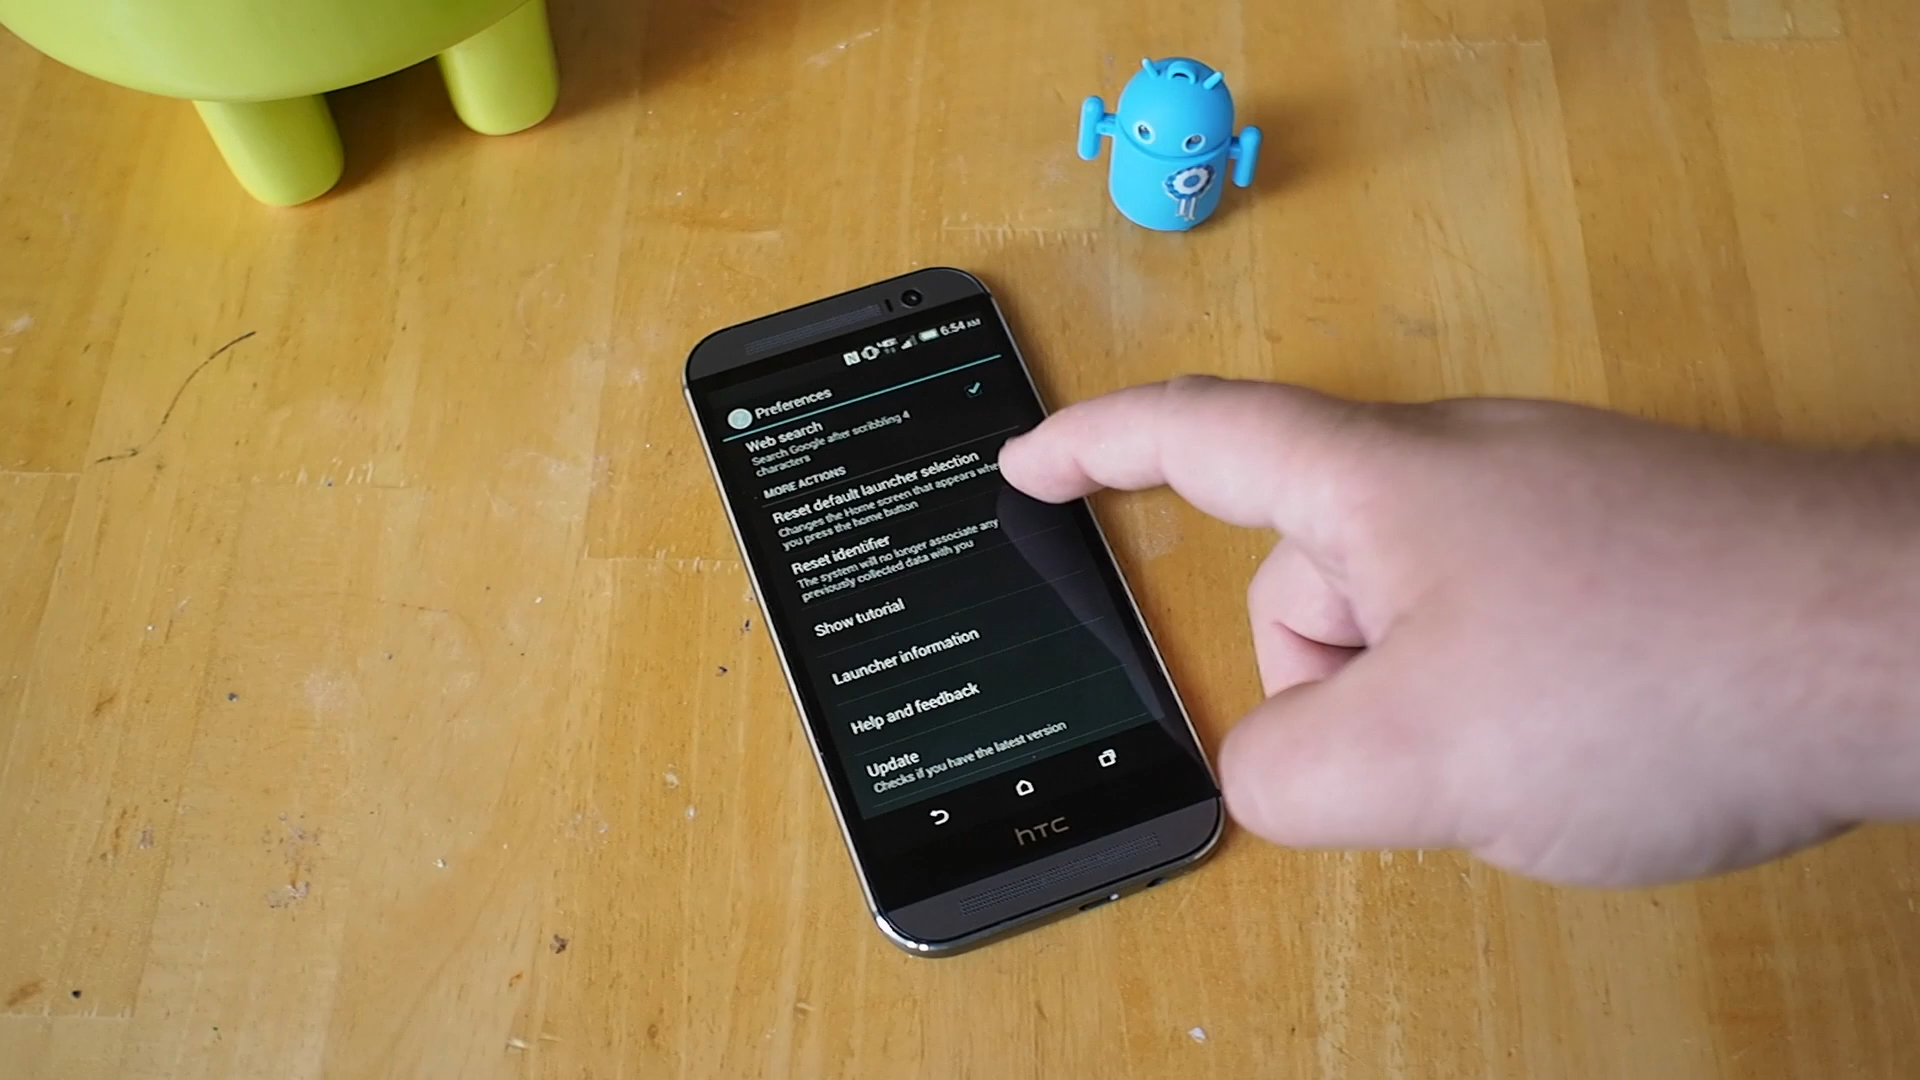 6:54 AM
Preferences
Web search
Search Google after scribbling 4
characters
MORE ACTIONS
Reset default launcher selection
Changes the Home screen that appears
you press the home button
Reset identifier
The system will no longer associate any
previously collected data with you
Show tutorial
Launcher information
Help and feedback
Update
Checks if you have the latest version
hTC